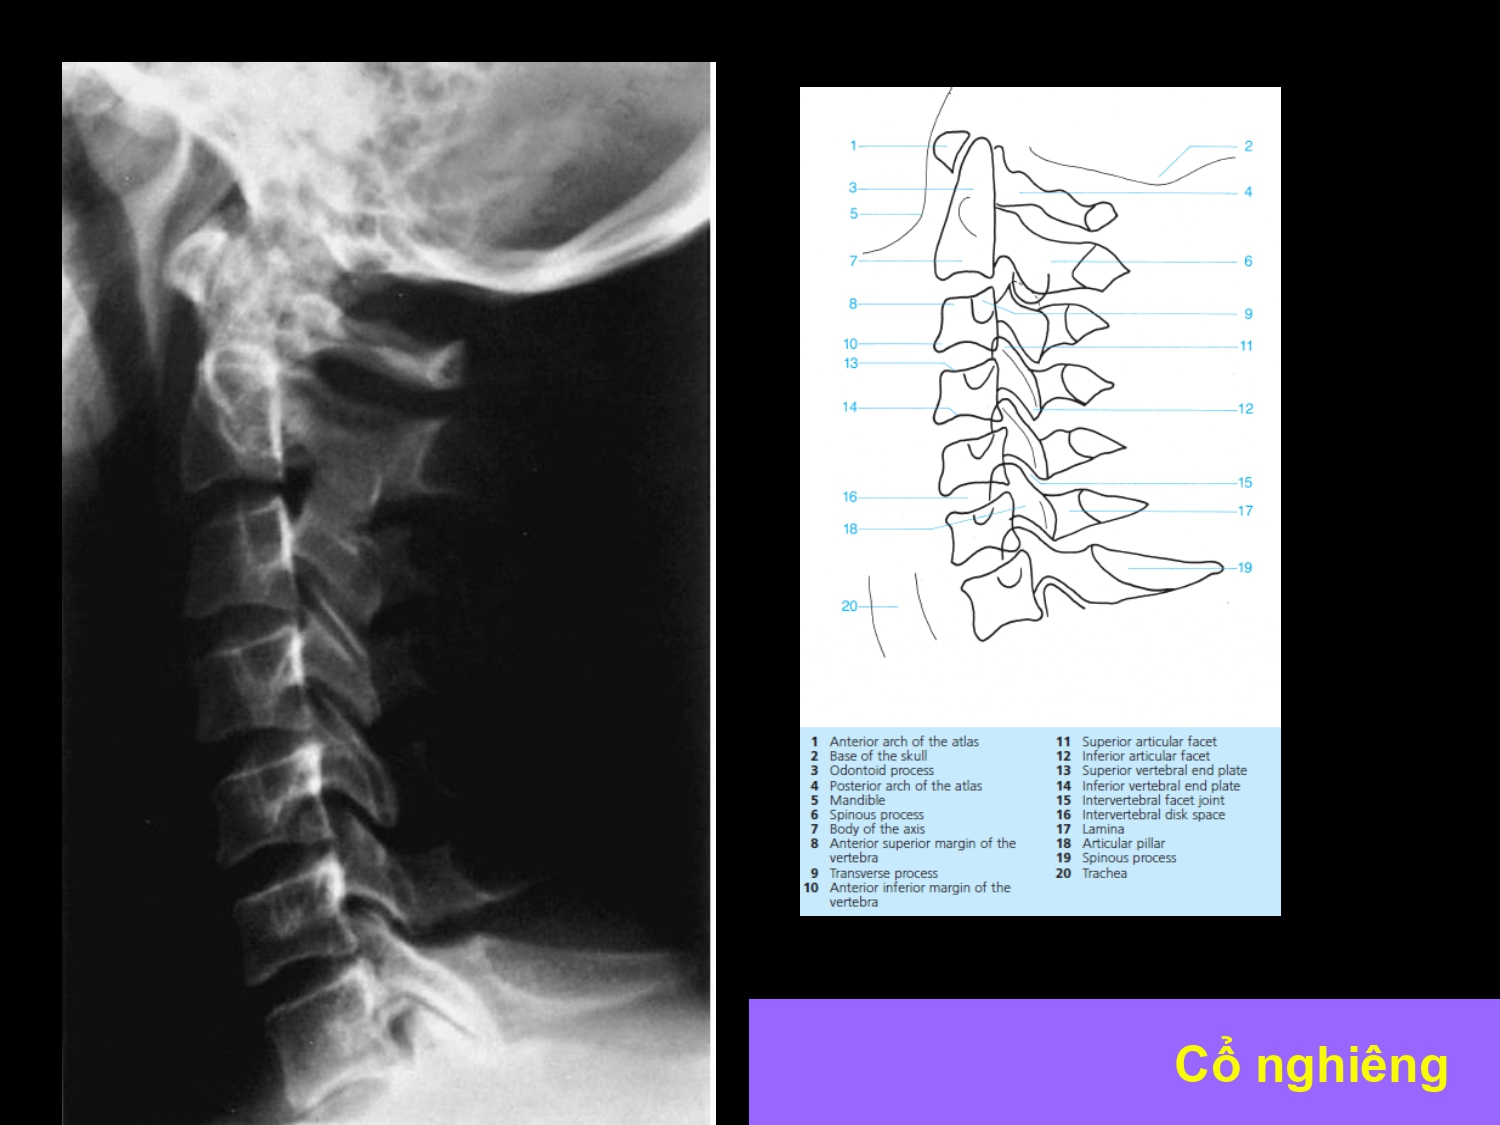 1
2
3
4
5
7
6
8
9
10
11
13
14
12
15
16
17
18
19
20
1 Anterior arch of the atlas
2 Base of the skull
3 Odontoid process
4 Posterior arch of the atlas
5 Mandible
6 Spinous process
7 Body of the axis
8 Anterior superior margin of the
vertebra
9 Transverse process
10 Anterior inferior margin of the
vertebra
11 Superior articular facet
12 Inferior articular facet
13 Superior vertebral end plate
14 Inferior vertebral end plate
15 Intervertebral facet joint
16 Intervertebral disk space
17 Lamina
18 Articular pillar
19 Spinous process
20 Trachea
Cổ nghiêng